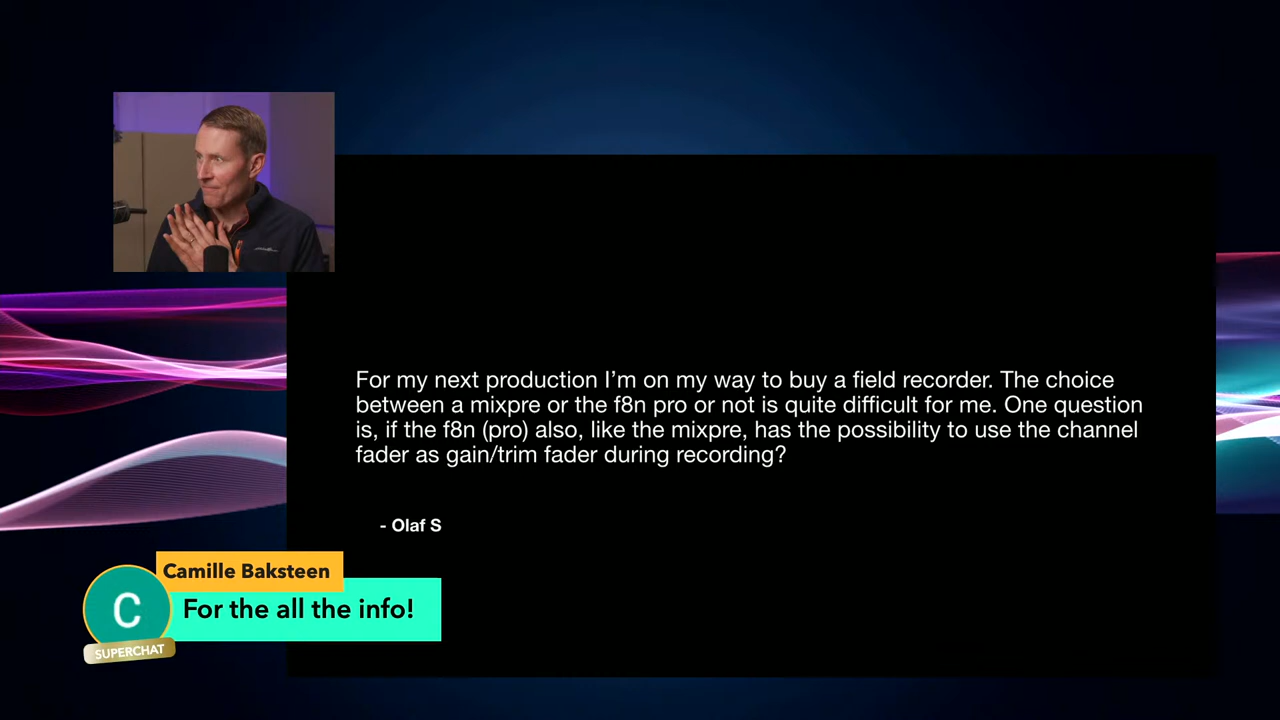 For my next production I'm on my way to buy a field recorder. The choice
between a mixpre or the f8n pro or not is quite difficult for me. One question
is, if the f8n (pro) also, like the mixpre, has the possibility to use the channel
fader as gain/trim fader during recording?
- Olaf S
Camille Baksteen
C
For the all the info!
SUPERCHAT